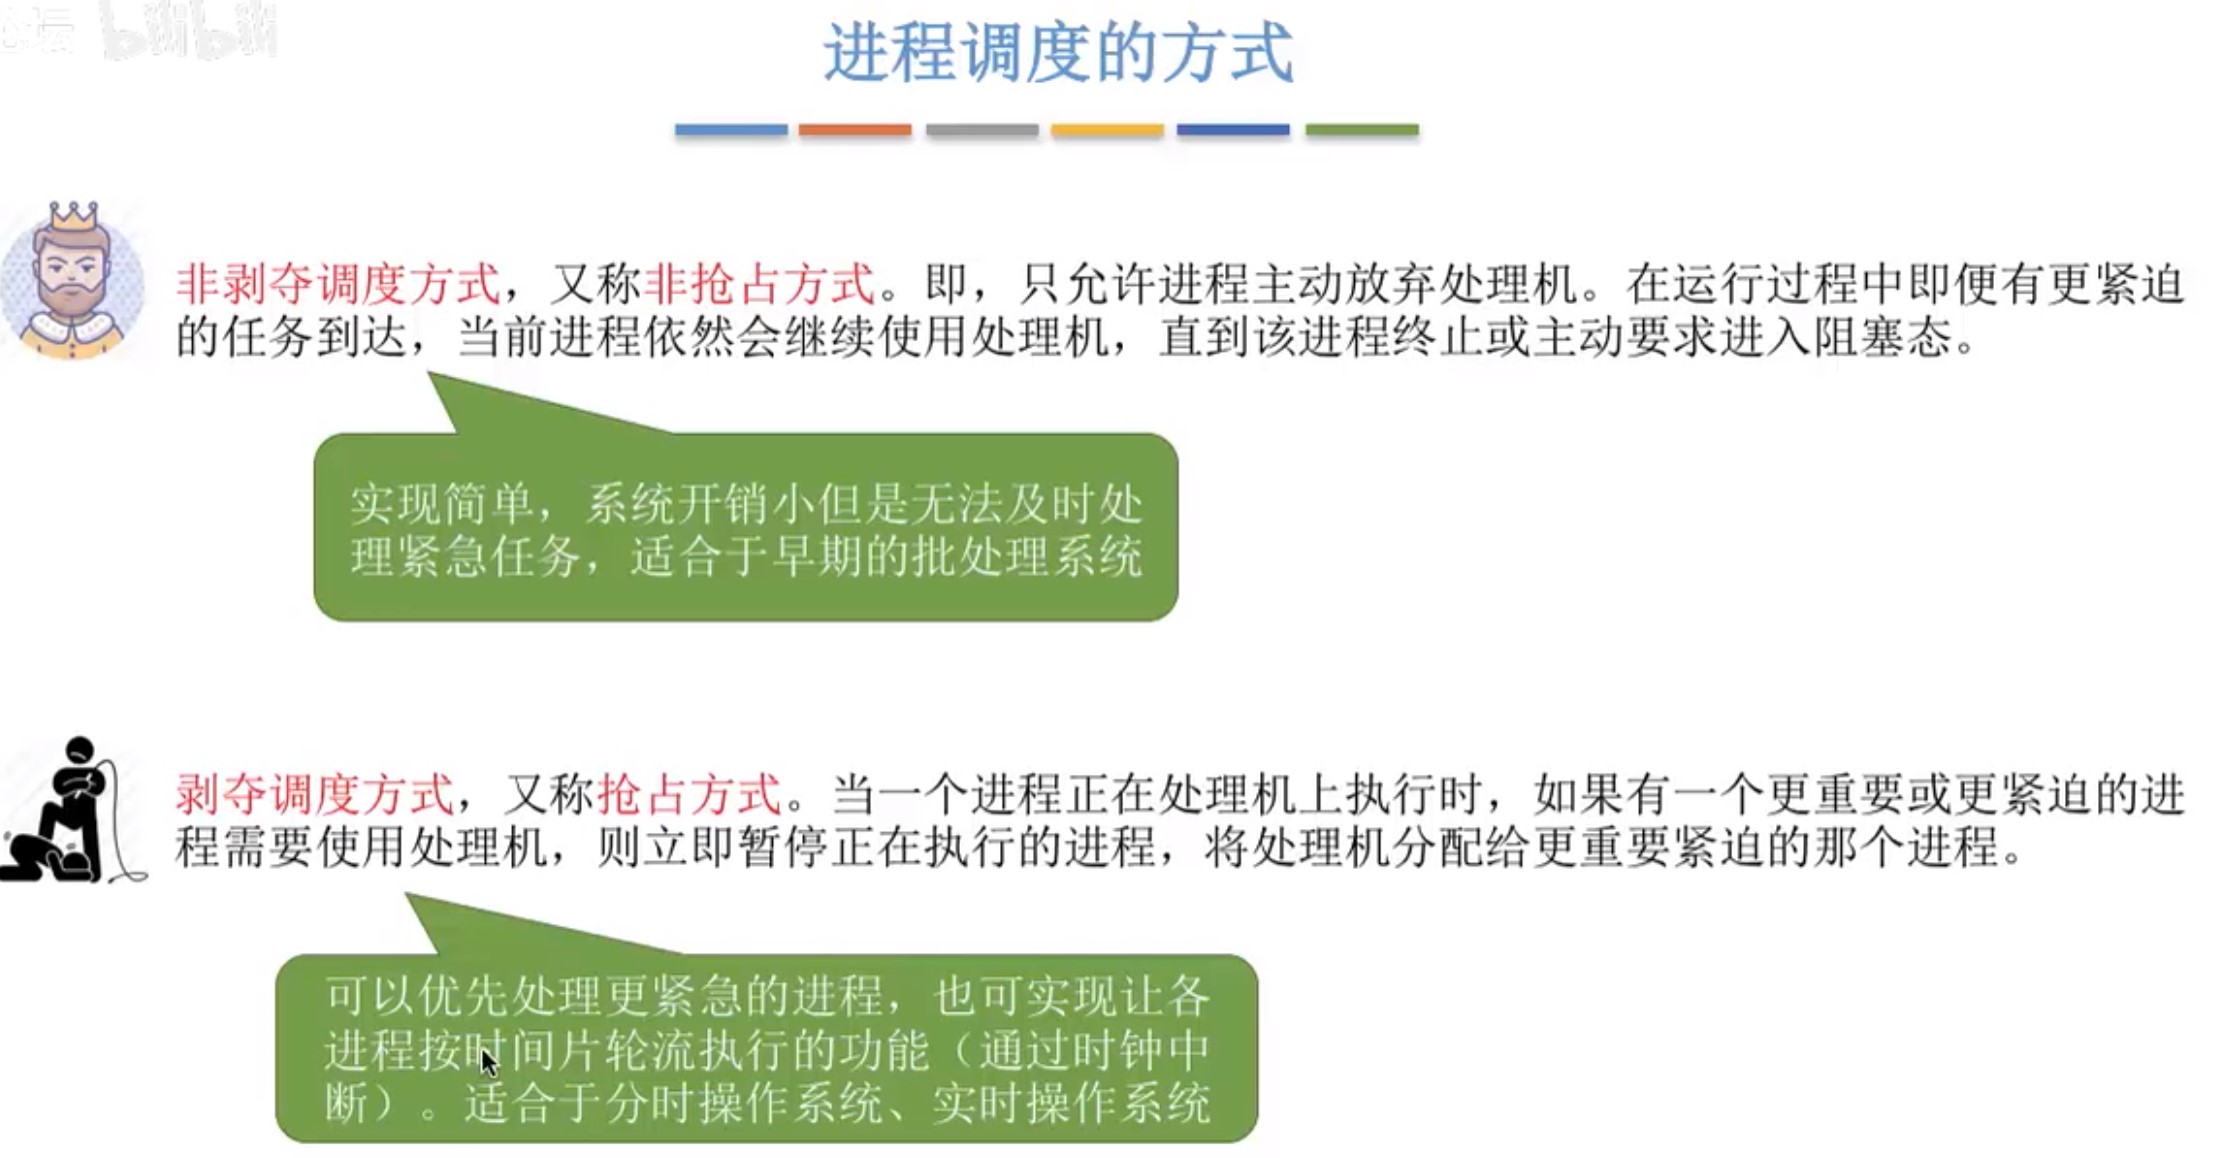 bilibili
进程调度的方式
非剥夺调度方式，又称非抢占方式。即，只允许进程主动放弃处理机。在运行过程中即便有更紧迫
的任务到达，当前进程依然会继续使用处理机，直到该进程终止或主动要求进入阻塞态。
实现简单，系统开销小但是无法及时处
理紧急任务，适合于早期的批处理系统
剥夺调度方式，又称抢占方式。当一个进程正在处理机上执行时，如果有一个更重要或更紧迫的进
程需要使用处理机，则立即暂停正在执行的进程，将处理机分配给更重要紧迫的那个进程。
可以优先处理更紧急的进程，也可实现让各
进程按时间片轮流执行的功能（通过时钟中
断）。适合于分时操作系统、实时操作系统